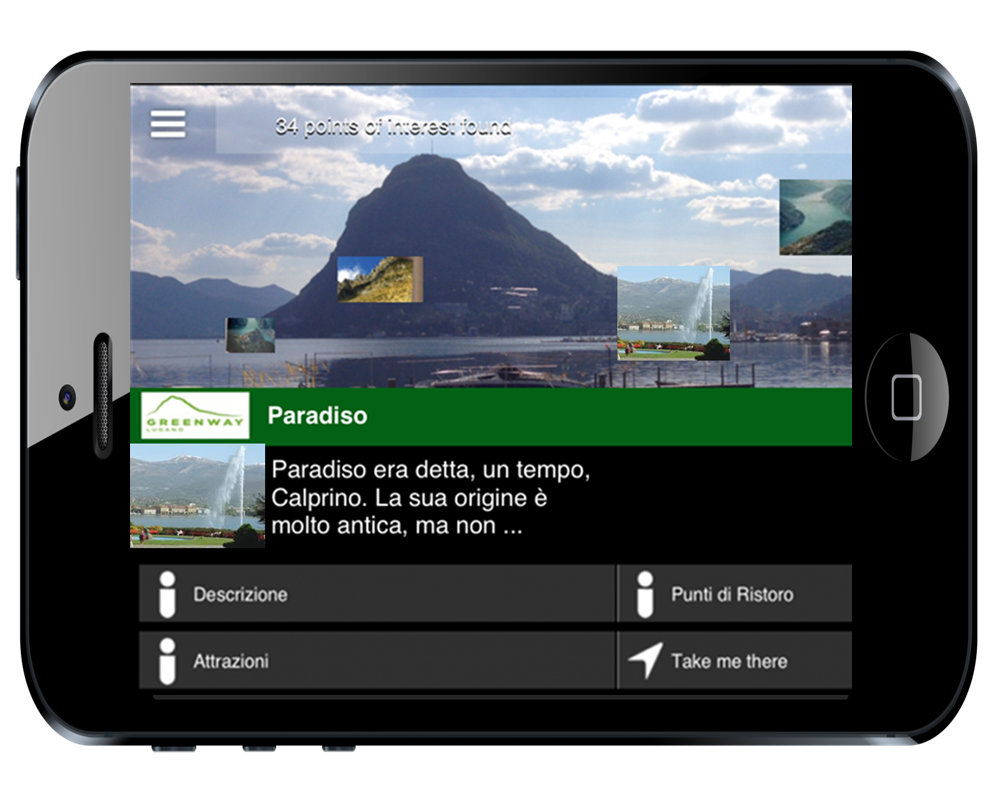 34 points of interest found
GREENWAY
LUGANO
Paradiso
Paradiso era detta, un tempo,
Calprino. La sua origine è
molto antica, ma non ...
Descrizione
Punti di Ristoro
Attrazioni
Take me there